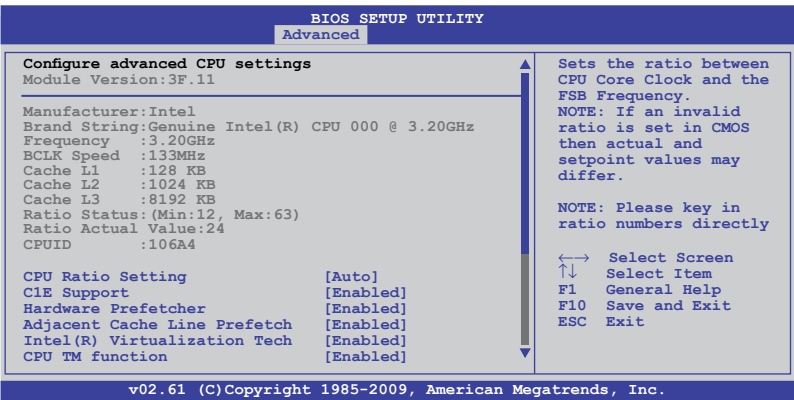 BIOS SETUP UTILITY
Advanced
Configure advanced CPU settings
Module Version:3F.11
Manufacturer:Intel
Brand String:Genuine Intel(R) CPU 000 @ 3.20GHz
Frequency :3.20GHz
BCLK Speed :133MHz
Cache L1 :128 KB
Cache L2 :1024 KB
Cache L3 :8192 KB
Ratio Status:(Min:12, Max:63)
Ratio Actual Value:24
CPUID :106A4
CPU Ratio Setting [Auto]
C1E Support [Enabled]
Hardware Prefetcher [Enabled]
Adjacent Cache Line Prefetch [Enabled]
Intel(R) Virtualization Tech [Enabled]
CPU TM function [Enabled]
Sets the ratio between
CPU Core Clock and the
FSB Frequency.
NOTE: If an invalid
ratio is set in CMOS
then actual and
setpoint values may
differ.
NOTE: Please key in
ratio numbers directly
←→ Select Screen
↑↓ Select Item
F1 General Help
F10 Save and Exit
ESC Exit
v02.61 (C)Copyright 1985-2009, American Megatrends, Inc.